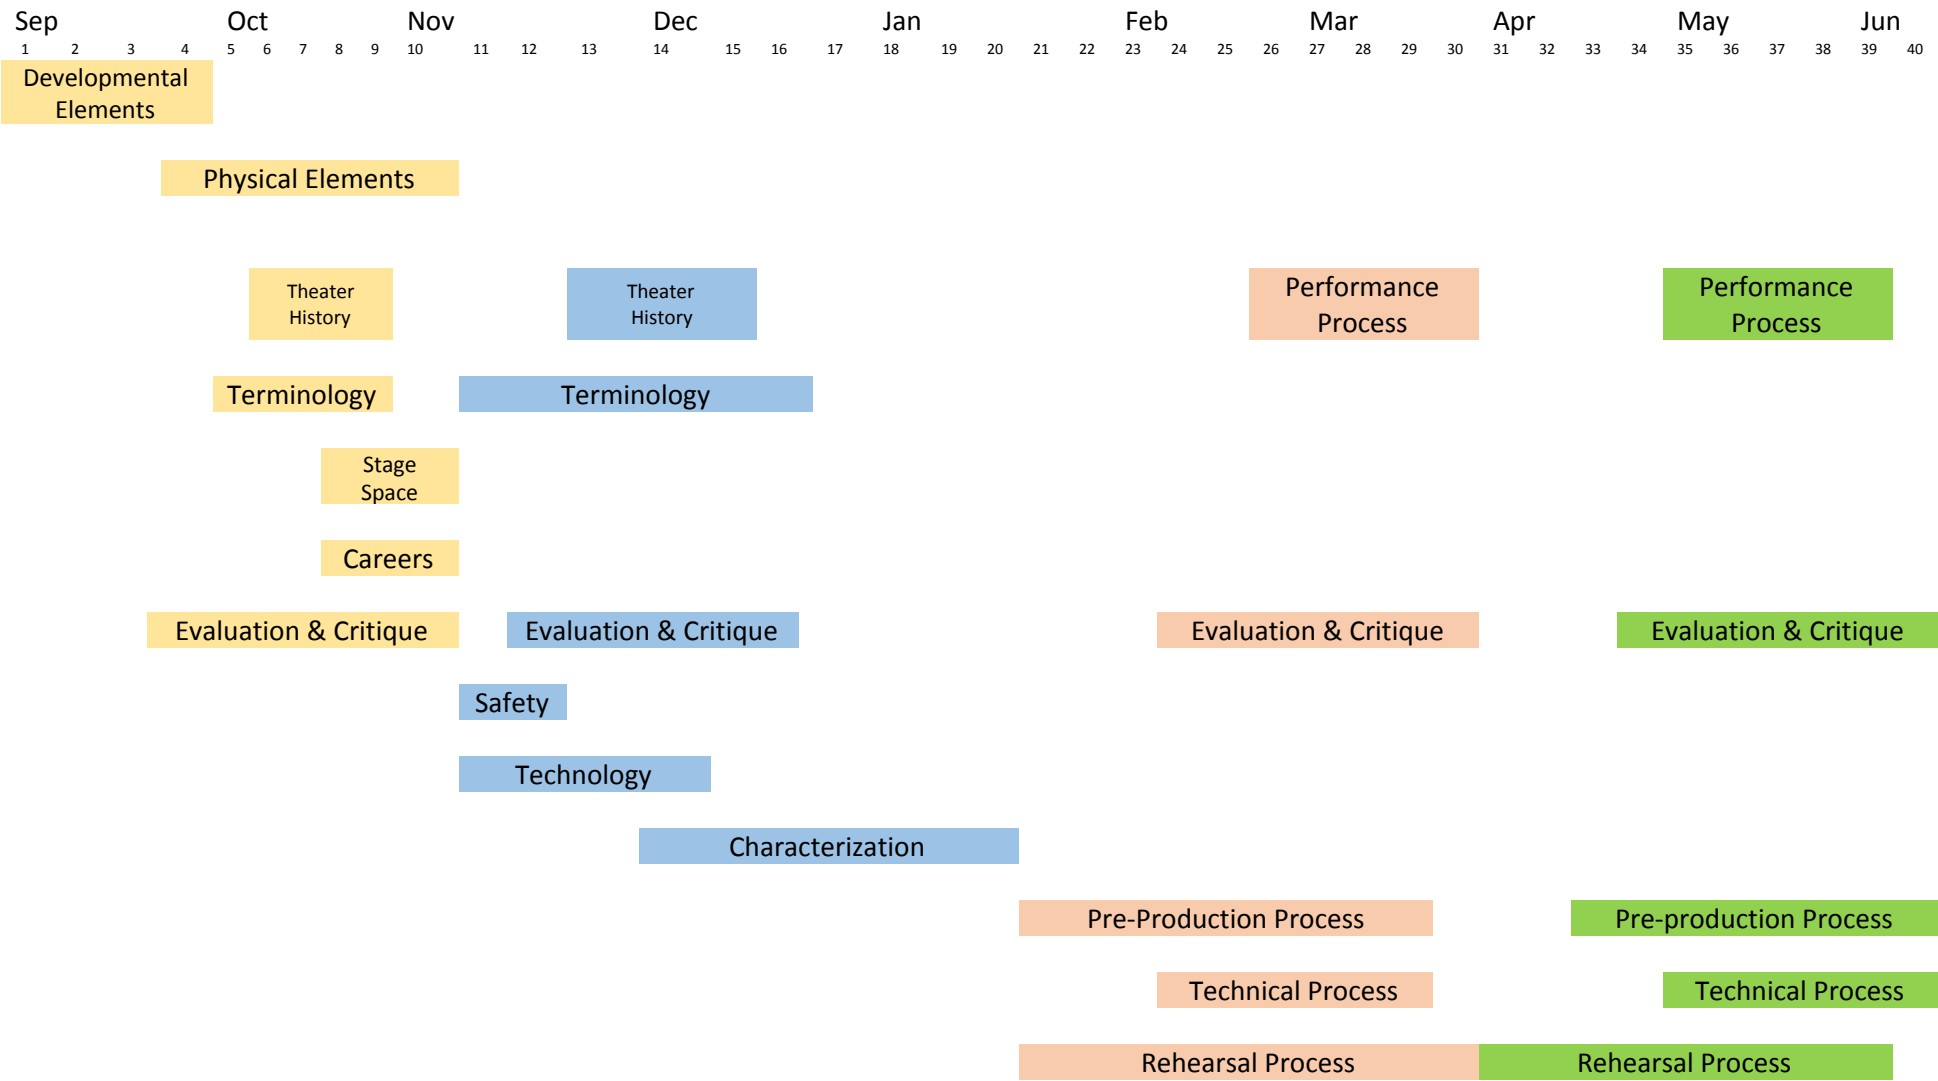 Sep Oct Nov Dec Jan Feb Mar Apr May Jun
1 2 3 4 5 6 7 8 9 10 11 12 13 14 15 16 17 18 19 20 21 22 23 24 25 26 27 28 29 30 31 32 33 34 35 36 37 38 39 40
Developmental
Elements
Physical Elements
Theater
History
Theater
History
Performance
Process
Performance
Process
Terminology Terminology
Stage
Space
Careers
Evaluation & Critique Evaluation & Critique Evaluation & Critique Evaluation & Critique
Safety
Technology
Characterization
Pre-Production Process Pre-production Process
Technical Process Technical Process
Rehearsal Process Rehearsal Process